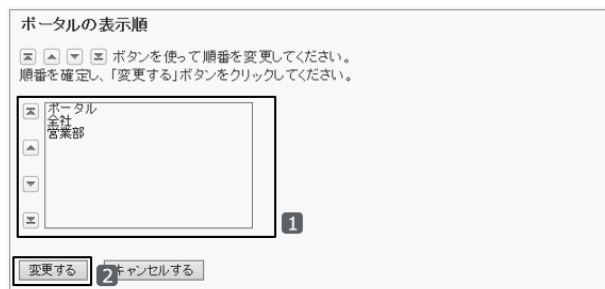 ポータルの表示順
ボタンを使って順番を変更してください。
順番を確定し、「変更する」ボタンをクリックしてください。
ポータル
全社
営業部
1
変更する 2 キャンセルする